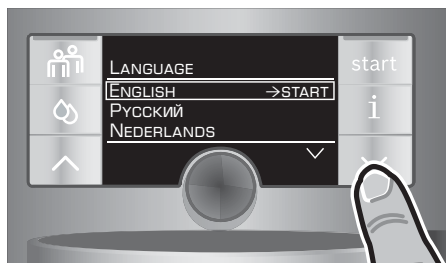 LANGUAGE
start
ENGLISH →START
РУССКИЙ
i
NEDERLANDS